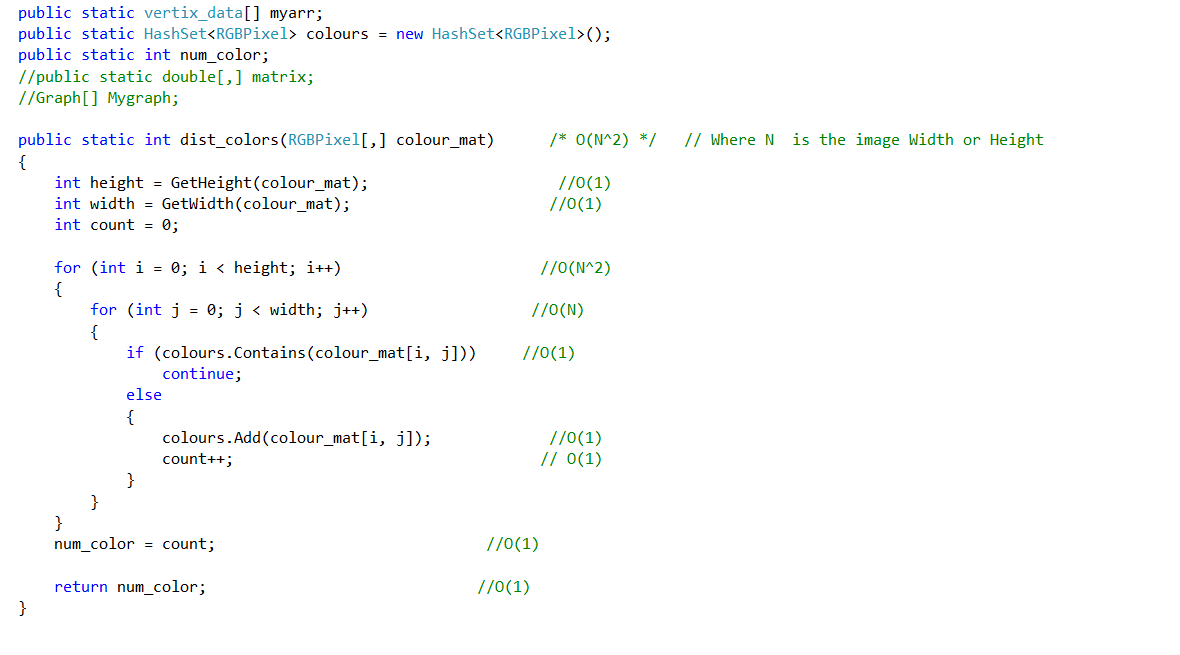 public static vertix_data[] myarr;
public static HashSet<RGBPixel> colours = new HashSet<RGBPixel>();
public static int num_color;
//public static double[,] matrix;
//Graph[] Mygraph;
public static int dist_colors(RGBPixel[,] colour_mat)      /* O(N^2) */   // Where N  is the image Width or Height
{
    int height = GetHeight(colour_mat);                     //O(1)
    int width = GetWidth(colour_mat);                      //O(1)
    int count = 0;
    for (int i = 0; i < height; i++)                      //O(N^2)
    {
        for (int j = 0; j < width; j++)                  //O(N)
        {
            if (colours.Contains(colour_mat[i, j]))     //O(1)
                continue;
            else
            {
                colours.Add(colour_mat[i, j]);             //O(1)
                count++;                                  // O(1)
            }
        }
    }
    num_color = count;                              //O(1)
    return num_color;                              //O(1)
}